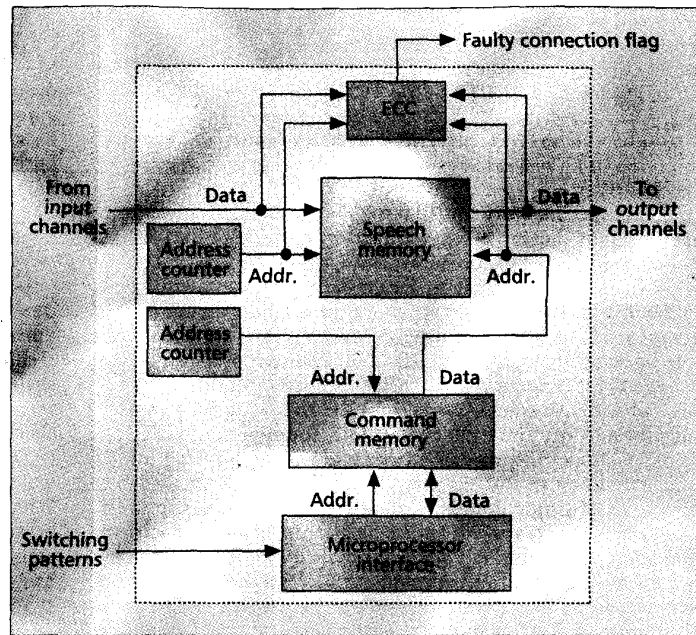 Faulty connection flag
ECC
From
input
channels
Data
Speech
memory
Data
To
output
channels
Address
counter
Addr.
Addr.
Address
counter
Addr.
Data
Command
memory
Addr.
Data
Switching
patterns
Microprocessor
interface